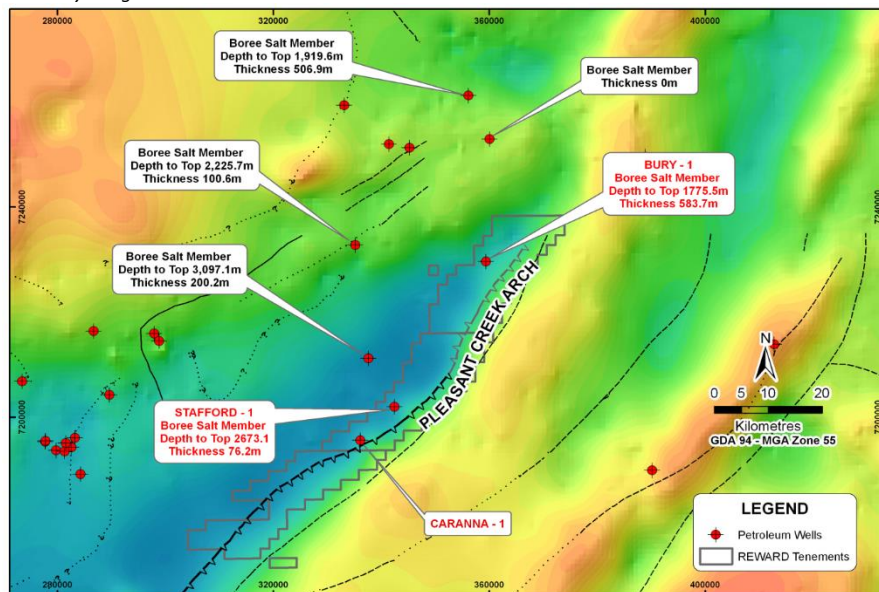 280000
320000
360000
400000
Boree Salt Member
Depth to Top 1,919.6m
Thickness 506.9m
Boree Salt Member
Thickness 0m
Boree Salt Member
Depth to Top 2,225.7m
Thickness 100.6m
BURY - 1
Boree Salt Member
Depth to Top 1775.5m
Thickness 583.7m
7240000
7240000
Boree Salt Member
Depth to Top 3,097.1m
Thickness 200.2m
PLEASANT CREEK ARCH
N
0 5 10 20
Kilometres
GDA 94 - MGA Zone 55
7200000
7200000
STAFFORD - 1
Boree Salt Member
Depth to Top 2673.1
Thickness 76.2m
CARANNA - 1
LEGEND
Petroleum Wells
REWARD Tenements
280000
320000
360000
400000